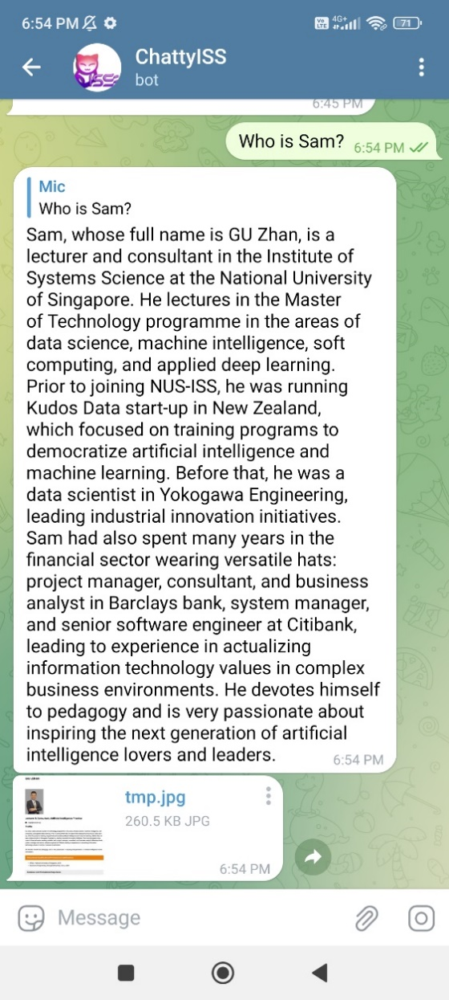 6:54 PM
Vo LTE 4G+ 71
ChattyISS
bot
6:45 PM
Who is Sam? 6:54 PM
Mic
Who is Sam?
Sam, whose full name is GU Zhan, is a
lecturer and consultant in the Institute of
Systems Science at the National University
of Singapore. He lectures in the Master
of Technology programme in the areas of
data science, machine intelligence, soft
computing, and applied deep learning.
Prior to joining NUS-ISS, he was running
Kudos Data start-up in New Zealand,
which focused on training programs to
democratize artificial intelligence and
machine learning. Before that, he was a
data scientist in Yokogawa Engineering,
leading industrial innovation initiatives.
Sam had also spent many years in the
financial sector wearing versatile hats:
project manager, consultant, and business
analyst in Barclays bank, system manager,
and senior software engineer at Citibank,
leading to experience in actualizing
information technology values in complex
business environments. He devotes himself
to pedagogy and is very passionate about
inspiring the next generation of artificial
intelligence lovers and leaders.
6:54 PM
tmp.jpg
260.5 KB JPG
6:54 PM
Message